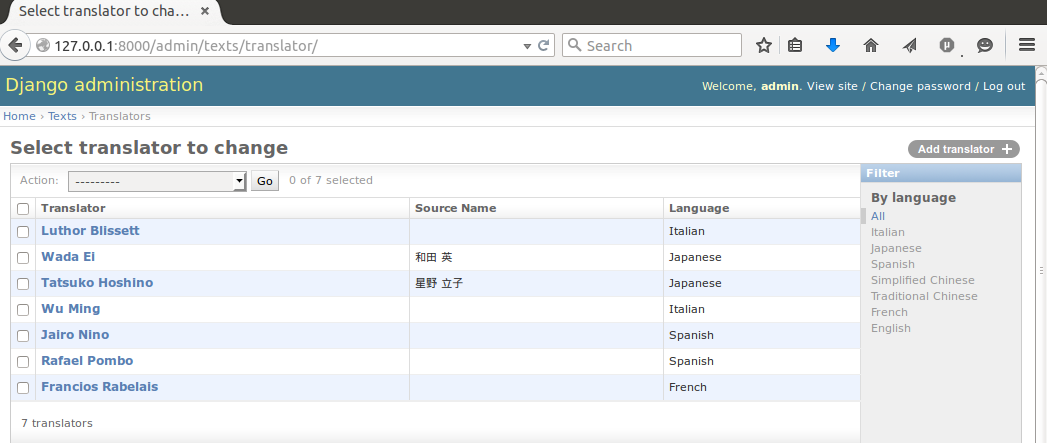 Select translator to cha...
127.0.0.1:8000/admin/texts/translator/
Search
Django administration
Welcome, admin. View site / Change password / Log out
Home › Texts › Translators
Select translator to change
Add translator +
Action: --------- Go 0 of 7 selected
Filter
By language
All
Italian
Japanese
Spanish
Simplified Chinese
Traditional Chinese
French
English
Translator Source Name Language
Luthor Blissett Italian
Wada Ei 和田 英 Japanese
Tatsuko Hoshino 星野 立子 Japanese
Wu Ming Italian
Jairo Nino Spanish
Rafael Pombo Spanish
Francios Rabelais French
7 translators